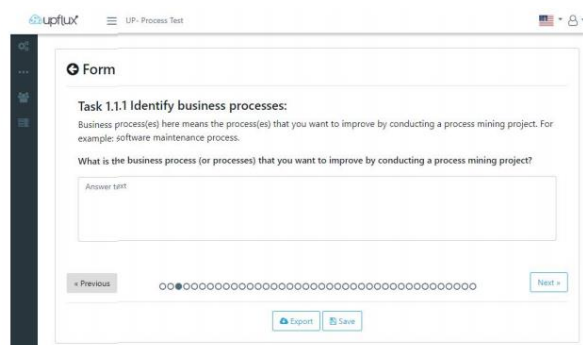 upflux
UP- Process Test
Form
Task 1.1.1 Identify business processes:
Business process(es) here means the process(es) that you want to improve by conducting a process mining project. For
example: software maintenance process.
What is the business process (or processes) that you want to improve by conducting a process mining project?
Answer text
« Previous
Next »
Export
Save